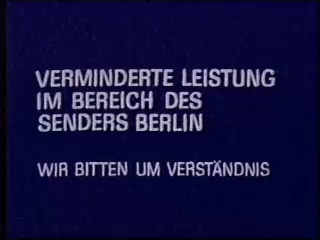 VERMINDERTE LEISTUNG
IM BEREICH DES
SENDERS BERLIN
WIR BITTEN UM VERSTÄNDNIS